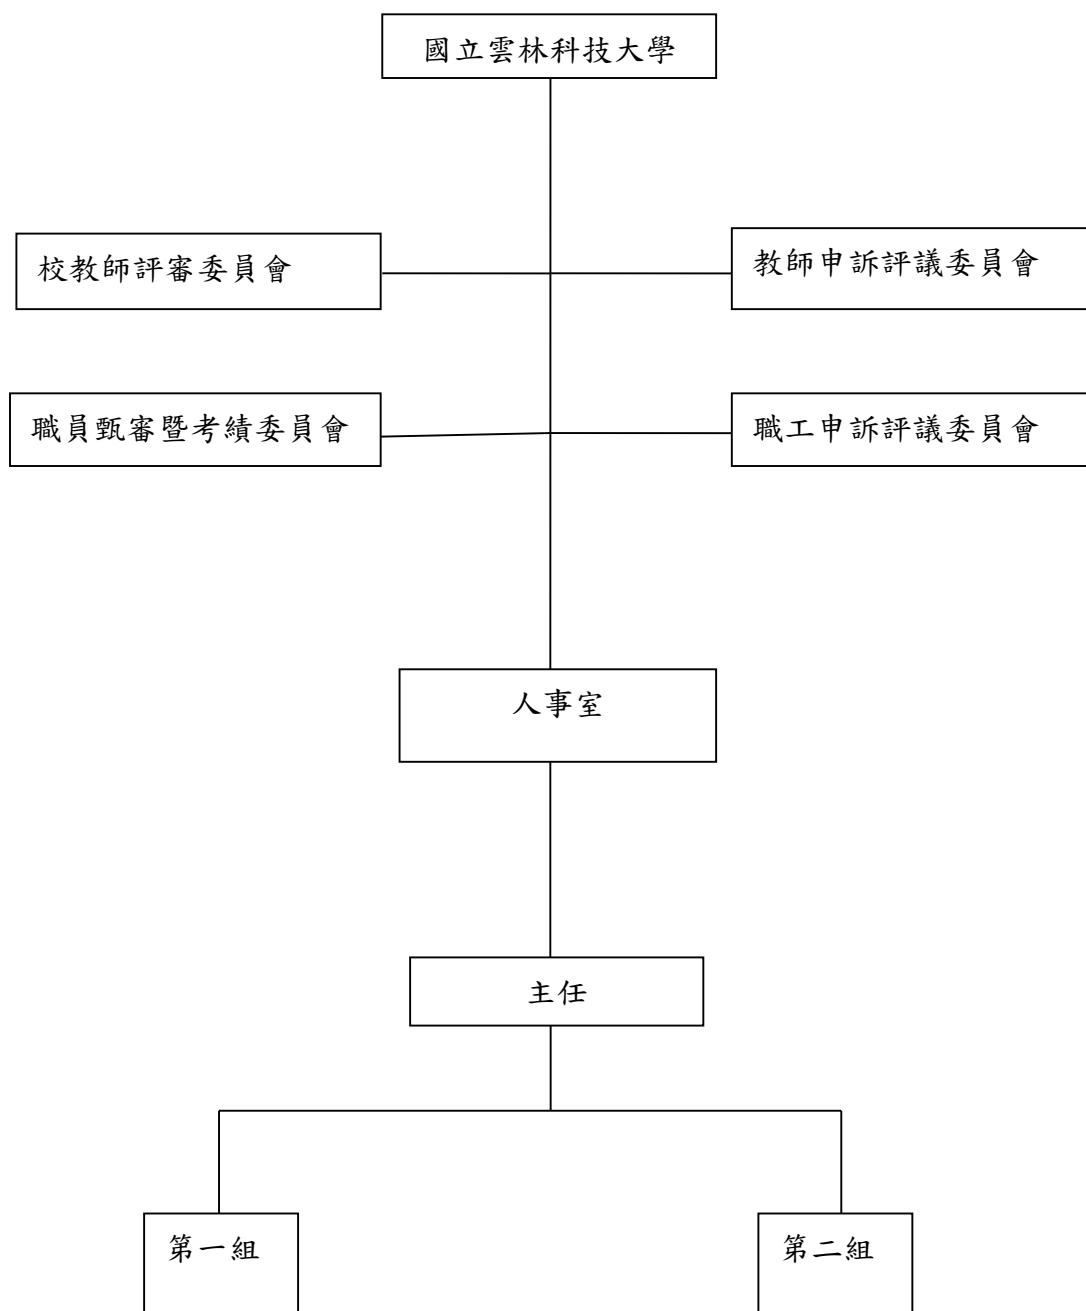 國立雲林科技大學
校教師評審委員會
教師申訴評議委員會
職員甄審暨考績委員會
職工申訴評議委員會
人事室
主任
第一組
第二組